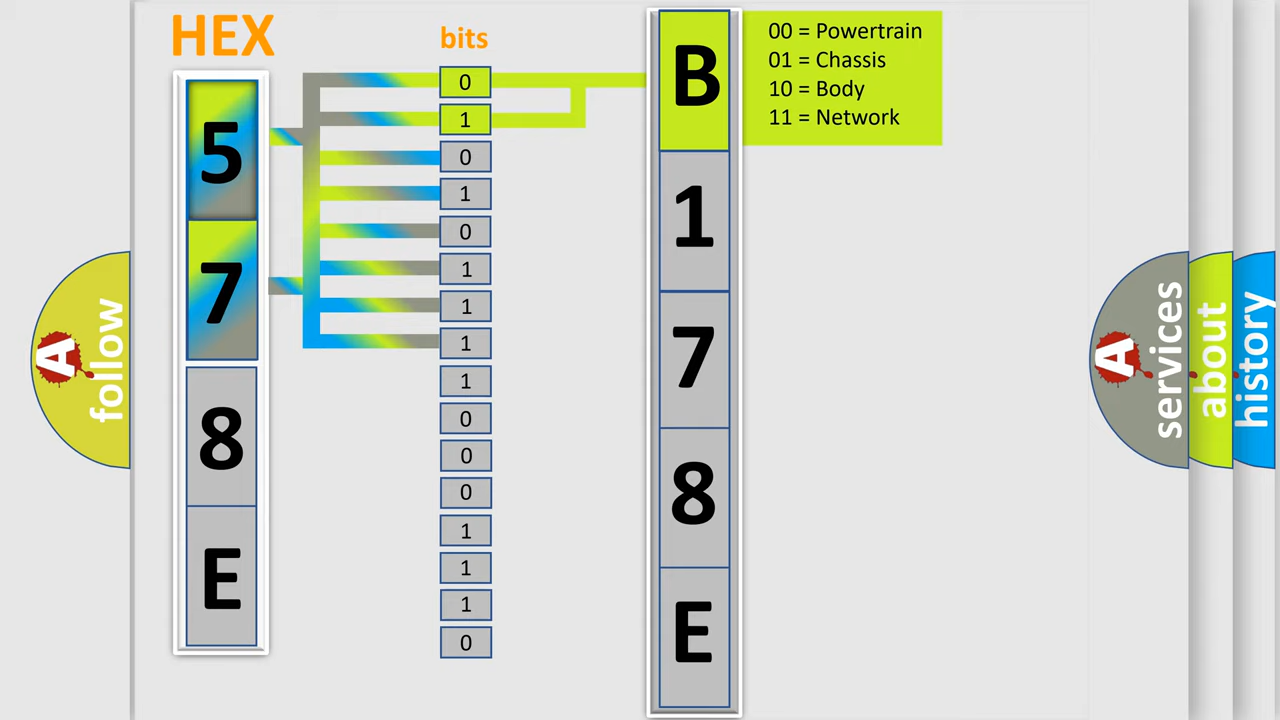 HEX
bits
5
7
8
E
0
1
0
1
0
1
1
1
1
0
0
0
1
1
1
0
B
1
7
8
E
00 = Powertrain
01 = Chassis
10 = Body
11 = Network
A
follow
A
services
about
history